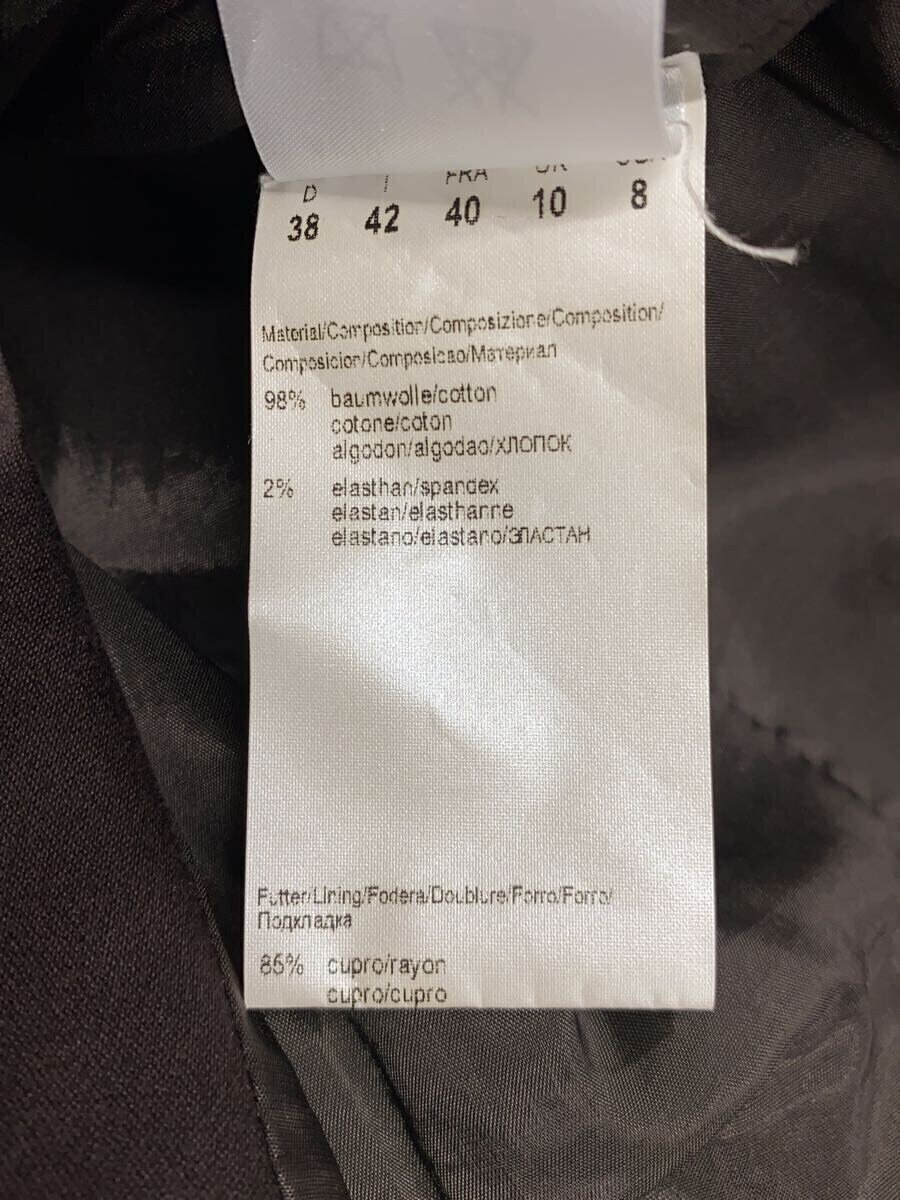 D I FRA UK USA
38 42 40 10 8
Material/Composition/Composizione/Composition/
Composicion/Composicao/Материал
98% baumwolle/cotton
cotone/coton
algodon/algodao/ХЛОПОК
2% elasthan/spandex
elastan/elasthanne
elastano/elastano/ЭЛАСТАН
Futter/Lining/Fodera/Doublure/Forro/Forro/
Подкладка
85% cupro/rayon
cupro/cupro